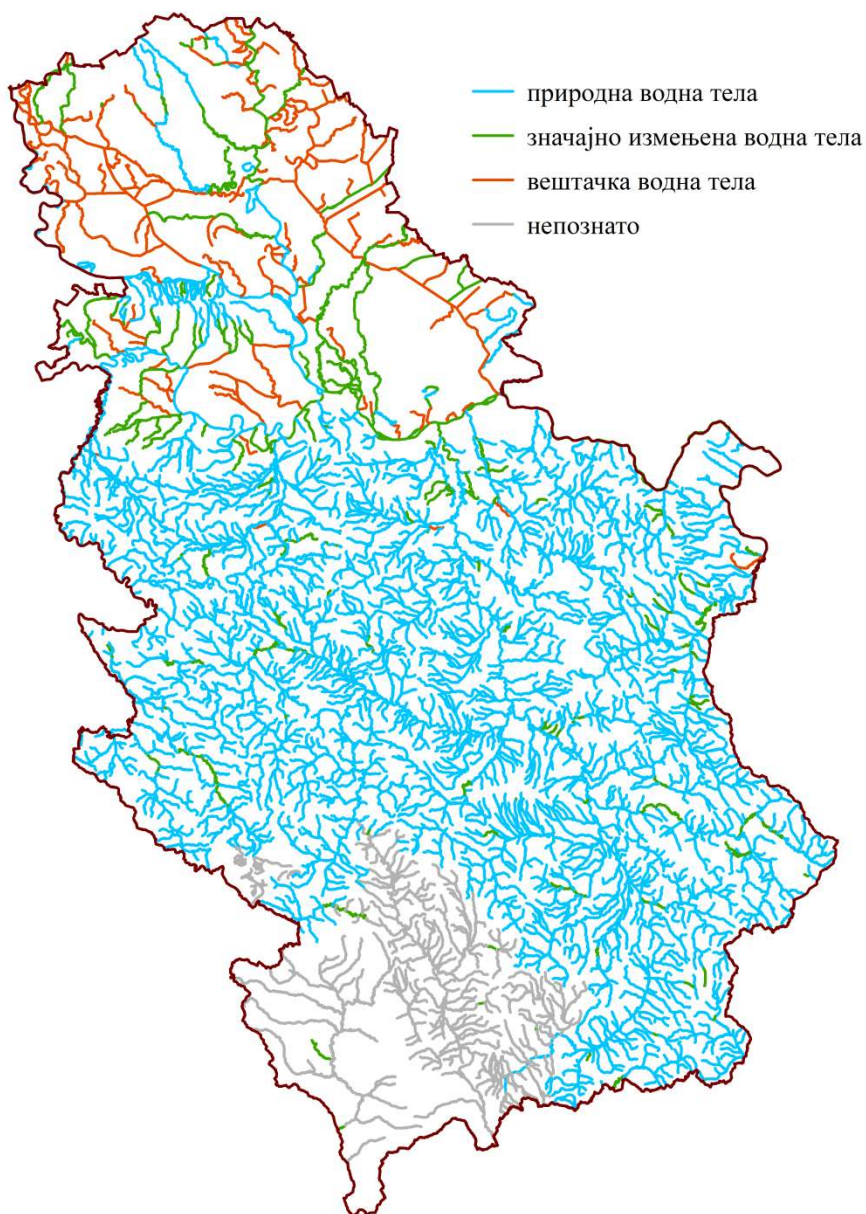 природна водна тела
значајно измењена водна тела
вештачка водна тела
непознато